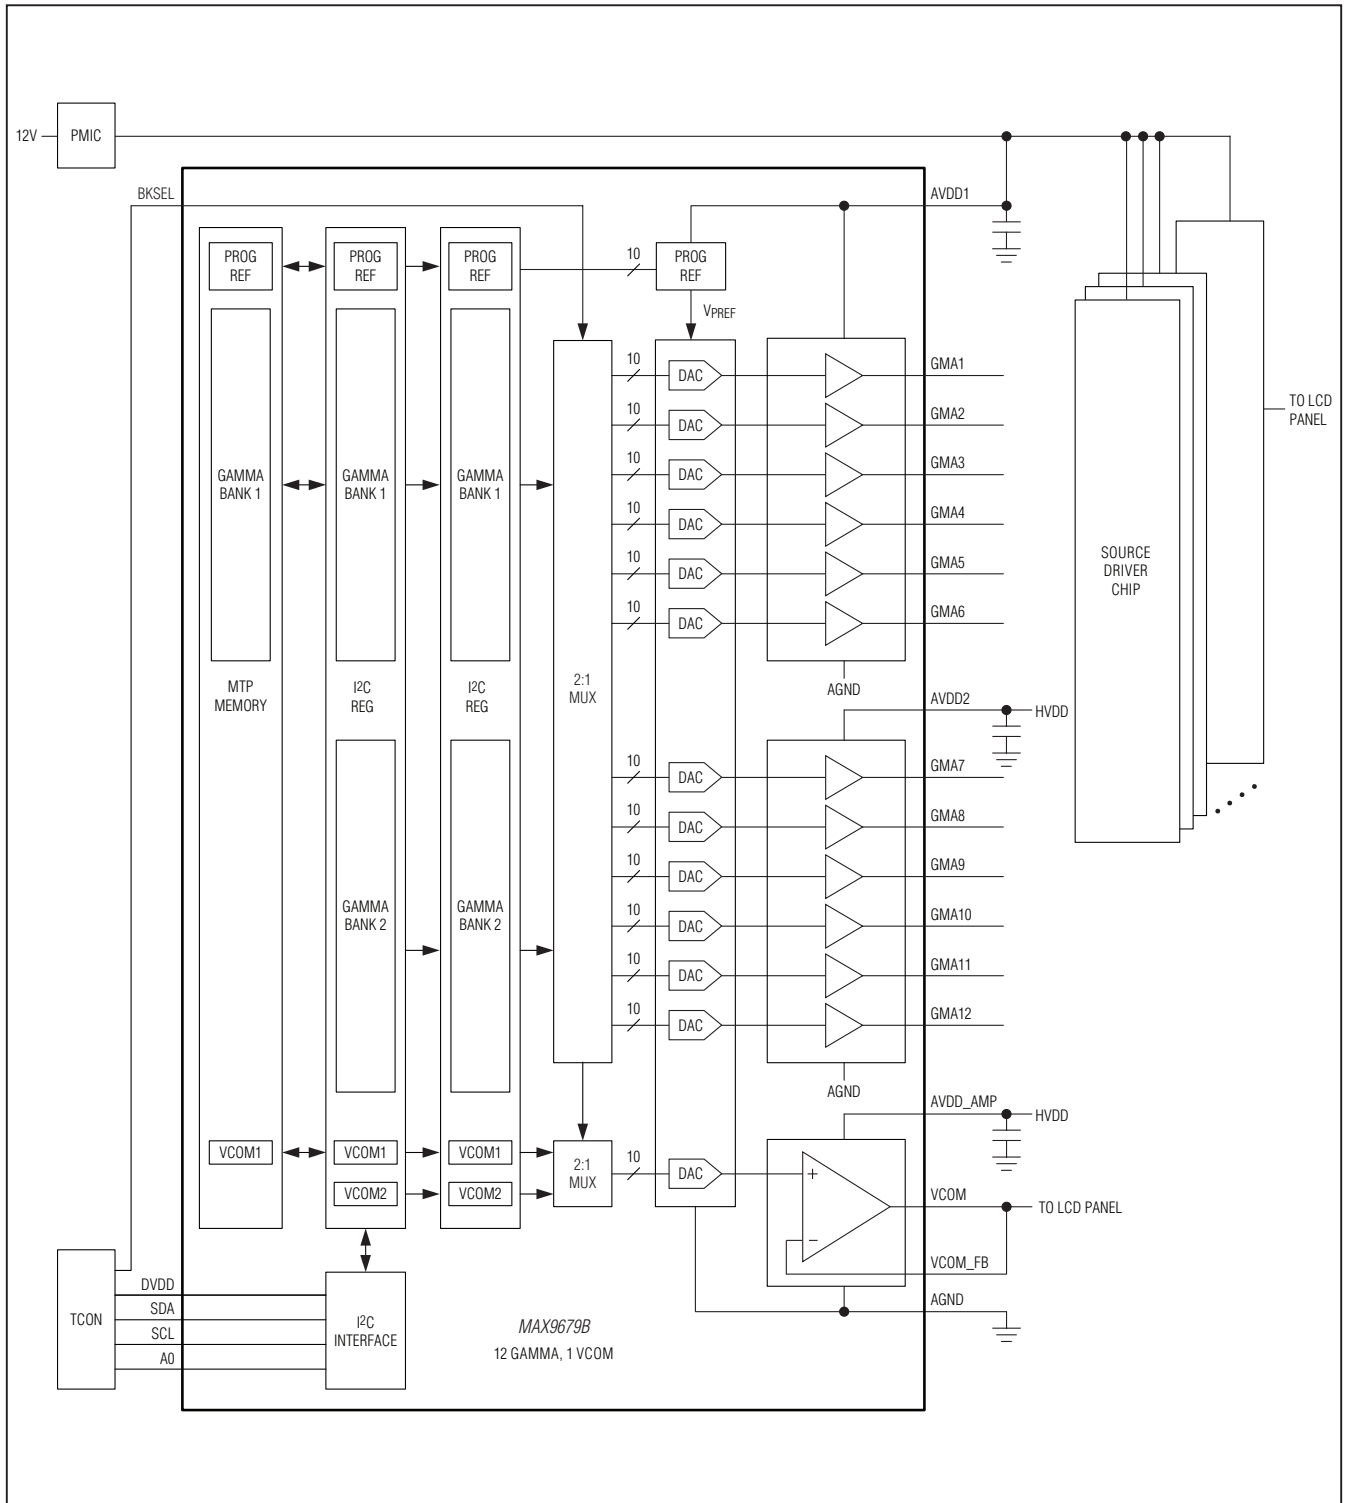 12V
PMIC
BKSEL
AVDD1
PROG
REF
PROG
REF
PROG
REF
10
PROG
REF
VPREF
GAMMA
BANK 1
GAMMA
BANK 1
GAMMA
BANK 1
MTP
MEMORY
I2C
REG
I2C
REG
GAMMA
BANK 2
GAMMA
BANK 2
VCOM1
VCOM1
VCOM1
VCOM2
VCOM2
2:1
MUX
2:1
MUX
10
DAC
GMA1
10
DAC
GMA2
10
DAC
GMA3
10
DAC
GMA4
10
DAC
GMA5
10
DAC
GMA6
AGND
AVDD2
HVDD
10
DAC
GMA7
10
DAC
GMA8
10
DAC
GMA9
10
DAC
GMA10
10
DAC
GMA11
10
DAC
GMA12
AGND
AVDD_AMP
HVDD
10
DAC
+
−
VCOM
TO LCD PANEL
VCOM_FB
AGND
SOURCE
DRIVER
CHIP
TO LCD
PANEL
TCON
DVDD
SDA
SCL
A0
I2C
INTERFACE
MAX9679B
12 GAMMA, 1 VCOM